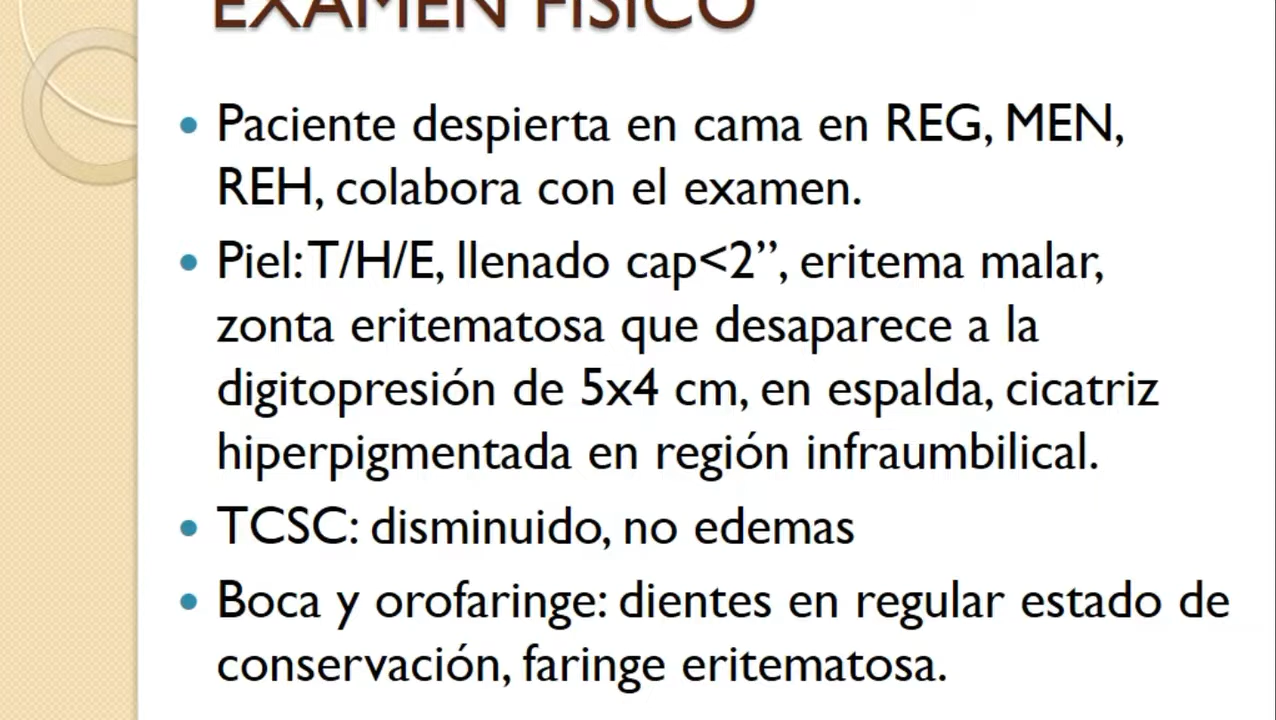 EXAMEN FÍSICO
Paciente despierta en cama en REG, MEN,
REH, colabora con el examen.
Piel: T/H/E, llenado cap<2’’, eritema malar,
zonta eritematosa que desaparece a la
digitopresión de 5x4 cm, en espalda, cicatriz
hiperpigmentada en región infraumbilical.
TCSC: disminuido, no edemas
Boca y orofaringe: dientes en regular estado de
conservación, faringe eritematosa.